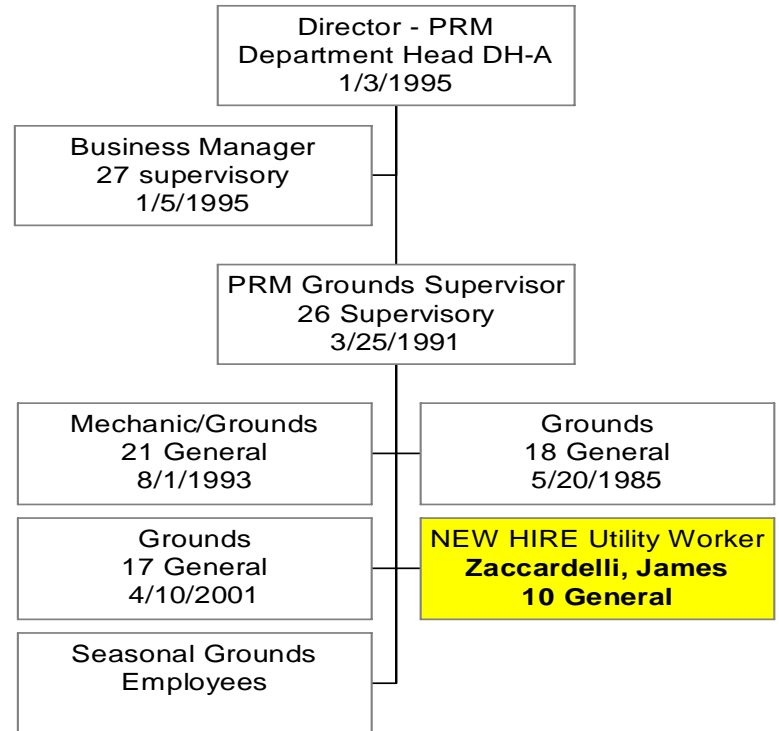 Director - PRM
Department Head DH-A
1/3/1995
Business Manager
27 supervisory
1/5/1995
PRM Grounds Supervisor
26 Supervisory
3/25/1991
Mechanic/Grounds
21 General
8/1/1993
Grounds
18 General
5/20/1985
Grounds
17 General
4/10/2001
NEW HIRE Utility Worker
Zaccardelli, James
10 General
Seasonal Grounds
Employees